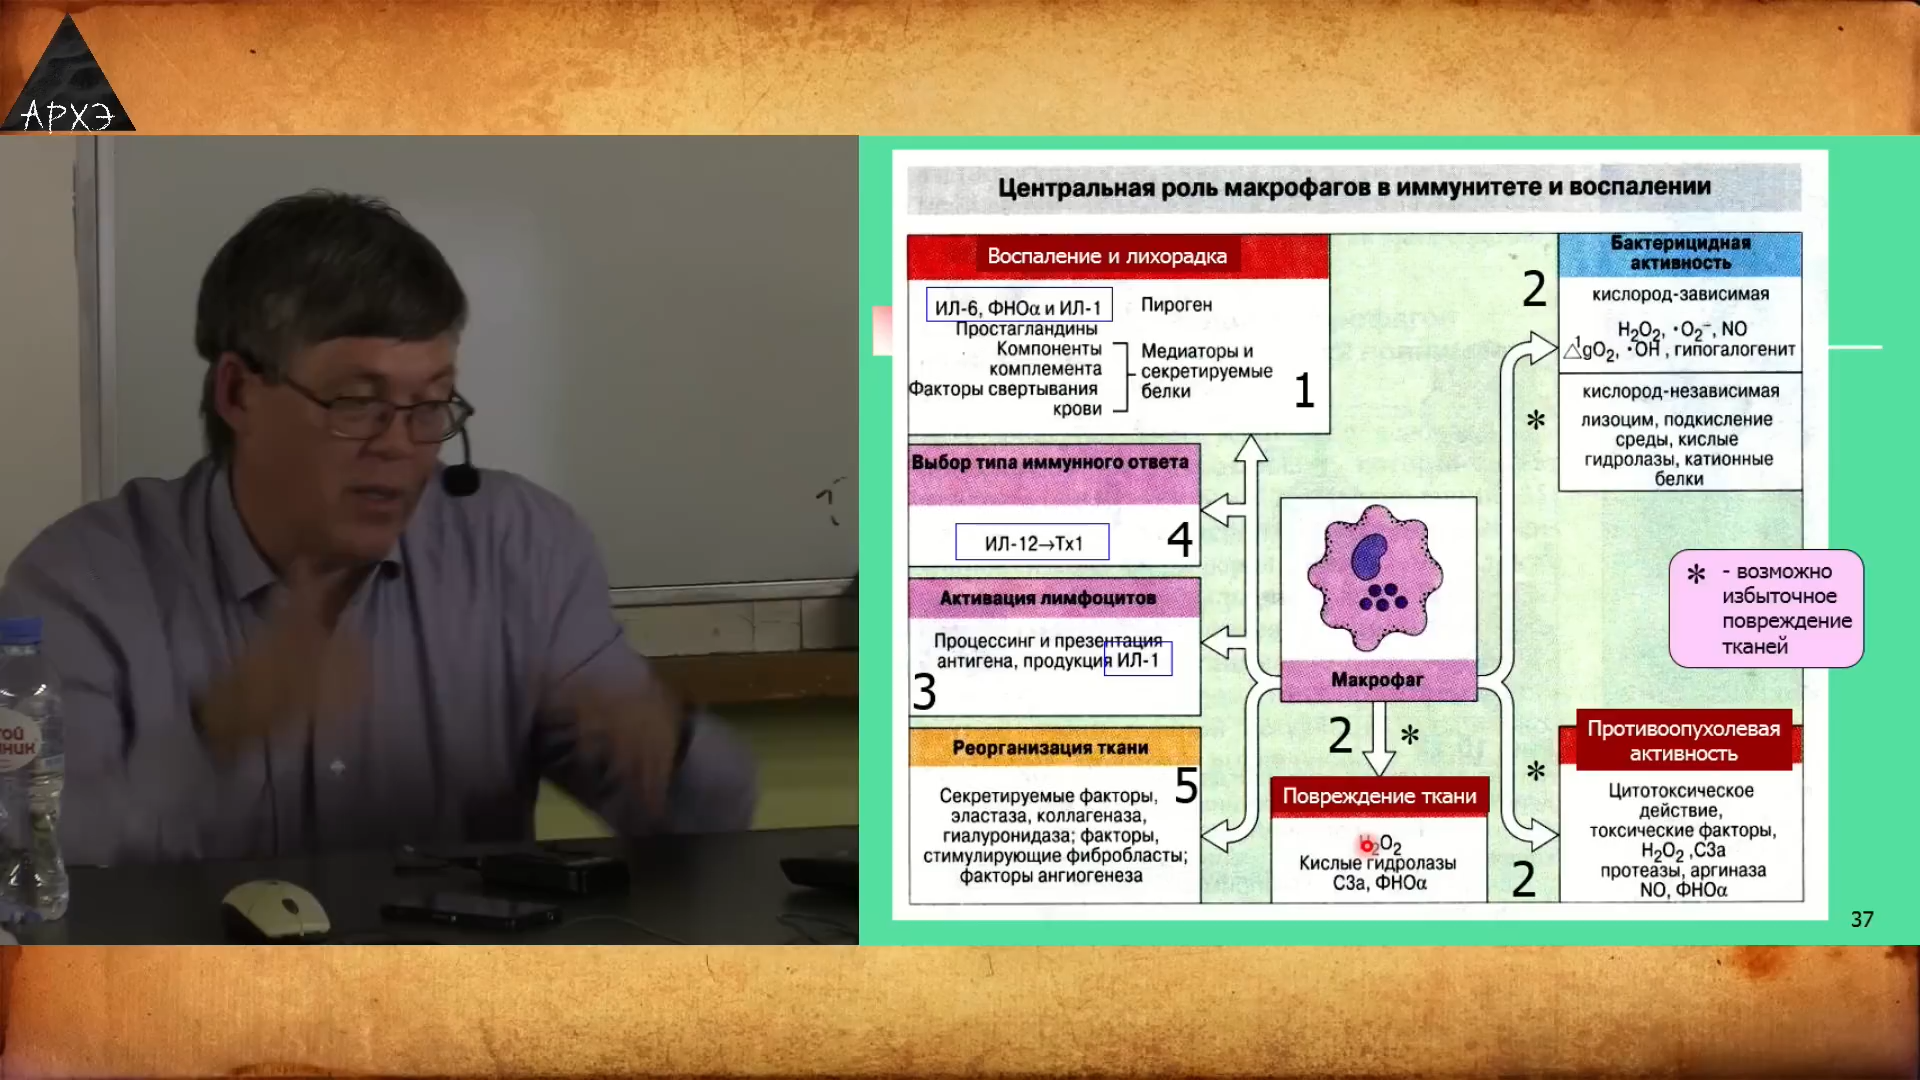 АРХЭ
Центральная роль макрофагов в иммунитете и воспалении
Воспаление и лихорадка
ИЛ-6, ФНОα и ИЛ-1
Пироген
Простагландины
Компоненты
комплемента
Факторы свертывания
крови
Медиаторы и
секретируемые
белки
1
Выбор типа иммунного ответа
ИЛ-12→Тх1
4
Активация лимфоцитов
Процессинг и презентация
антигена, продукция ИЛ-1
3
Реорганизация ткани
5
Секретируемые факторы,
эластаза, коллагеназа,
гиалуронидаза; факторы,
стимулирующие фибробласты;
факторы ангиогенеза
Макрофаг
2
*
Повреждение ткани
H₂O₂
Кислые гидролазы
С3а, ФНОα
2
Бактерицидная
активность
кислород-зависимая
H₂O₂, ·O₂⁻, NO
△¹gO₂, ·OH, гипогалогенит
*
кислород-независимая
лизоцим, подкисление
среды, кислые
гидролазы, катионные
белки
* - возможно
избыточное
повреждение
тканей
*
2
Противоопухолевая
активность
Цитотоксическое
действие,
токсические факторы,
H₂O₂ ,С3а
протеазы, аргиназа
NO, ФНОα
37